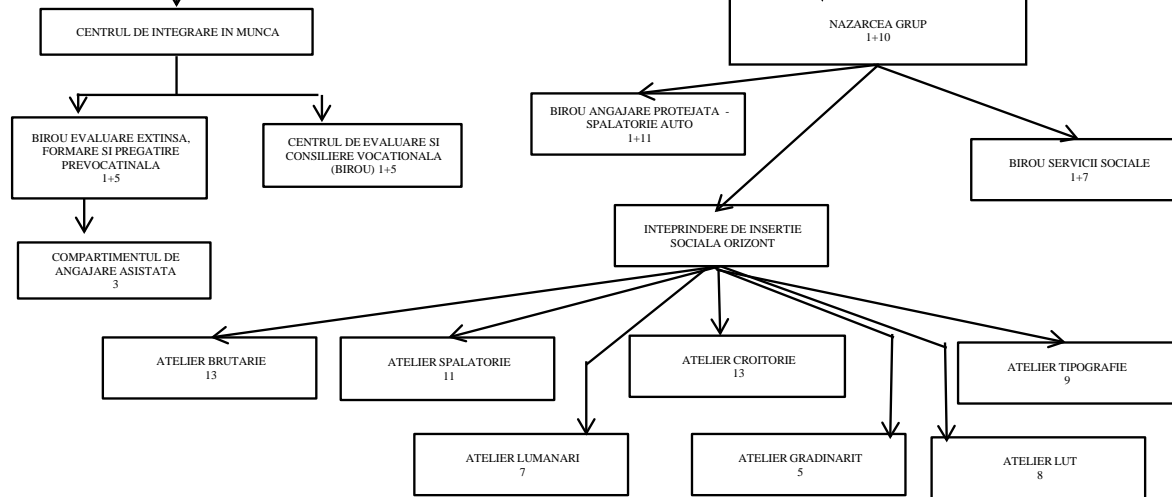 CENTRUL DE INTEGRARE IN MUNCA
NAZARCEA GRUP
1+10
BIROU EVALUARE EXTINSA,
FORMARE SI PREGATIRE
PREVOCATINALA
1+5
CENTRUL DE EVALUARE SI
CONSILIERE VOCATIONALA
(BIROU) 1+5
BIROU ANGAJARE PROTEJATA -
SPALATORIE AUTO
1+11
BIROU SERVICII SOCIALE
1+7
COMPARTIMENTUL DE
ANGAJARE ASISTATA
3
INTEPRINDERE DE INSERTIE
SOCIALA ORIZONT
ATELIER BRUTARIE
13
ATELIER SPALATORIE
11
ATELIER CROITORIE
13
ATELIER TIPOGRAFIE
9
ATELIER LUMANARI
7
ATELIER GRADINARIT
5
ATELIER LUT
8